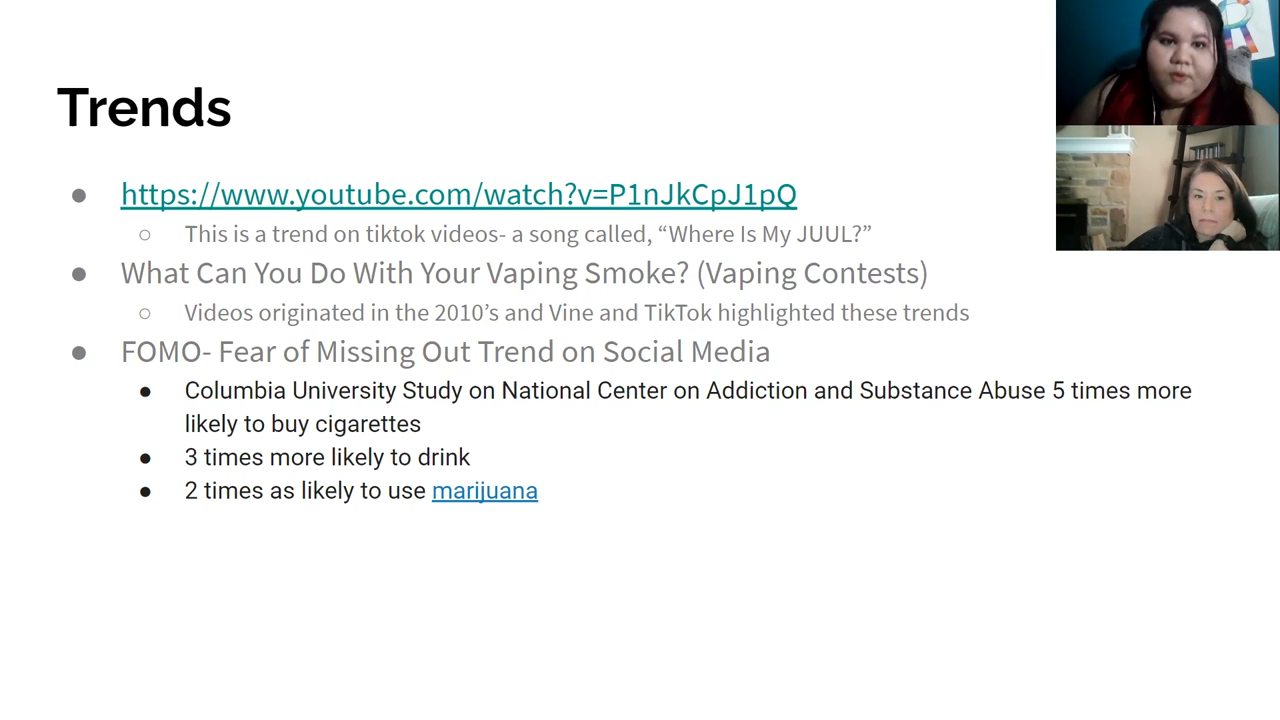 Trends
● https://www.youtube.com/watch?v=P1nJkCpJ1pQ
○ This is a trend on tiktok videos- a song called, “Where Is My JUUL?”
● What Can You Do With Your Vaping Smoke? (Vaping Contests)
○ Videos originated in the 2010’s and Vine and TikTok highlighted these trends
● FOMO- Fear of Missing Out Trend on Social Media
● Columbia University Study on National Center on Addiction and Substance Abuse 5 times more
likely to buy cigarettes
● 3 times more likely to drink
● 2 times as likely to use marijuana